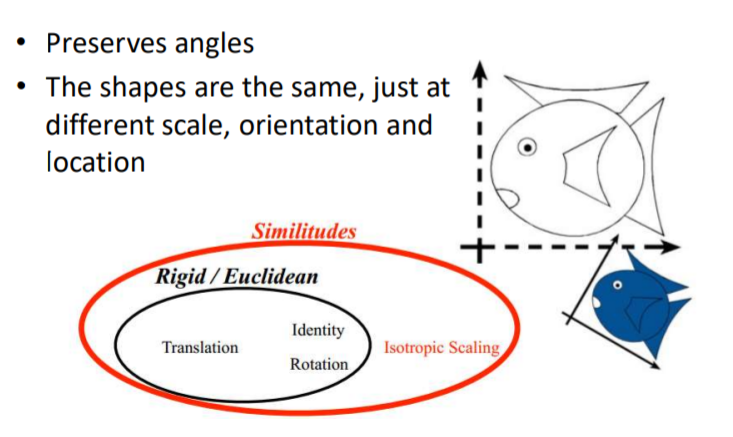 • Preserves angles
• The shapes are the same, just at
different scale, orientation and
location
Similitudes
Rigid / Euclidean
Identity
Translation
Isotropic Scaling
Rotation